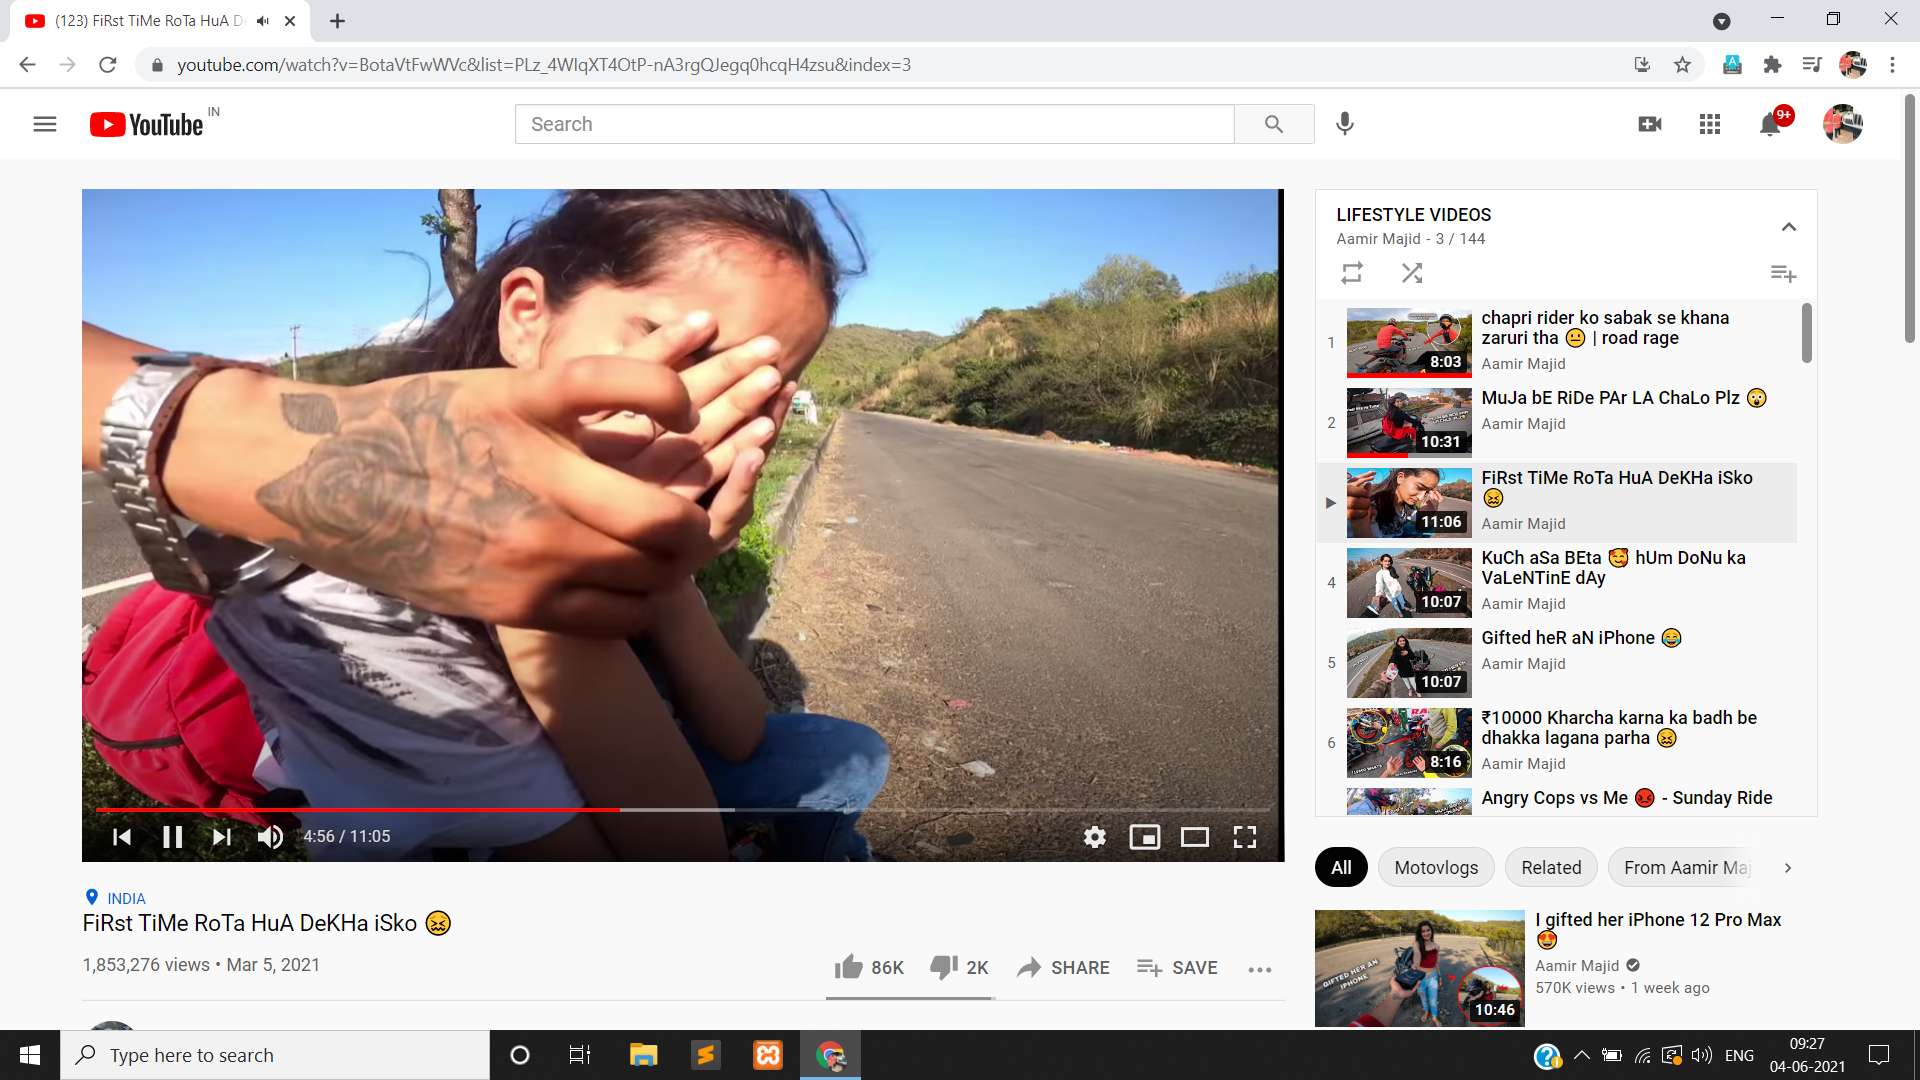 (123) FiRst TiMe RoTa HuA De
youtube.com/watch?v=BotaVtFwWVc&list=PLz_4WlqXT4OtP-nA3rgQJegq0hcqH4zsu&index=3
YouTube IN
Search
9+
LIFESTYLE VIDEOS
Aamir Majid - 3 / 144
1
chapri rider ko sabak se khana
zaruri tha 😐 | road rage
8:03
Aamir Majid
2
MuJa bE RiDe PAr LA ChaLo Plz 😲
10:31
Aamir Majid
FiRst TiMe RoTa HuA DeKHa iSko
😖
11:06
Aamir Majid
4
KuCh aSa BEta 🥰 hUm DoNu ka
VaLeNTinE dAy
10:07
Aamir Majid
5
Gifted heR aN iPhone 😂
10:07
Aamir Majid
6
₹10000 Kharcha karna ka badh be
dhakka lagana parha 😖
8:16
Aamir Majid
Angry Cops vs Me 😡 - Sunday Ride
4:56 / 11:05
All
Motovlogs
Related
From Aamir Maj
INDIA
FiRst TiMe RoTa HuA DeKHa iSko 😖
1,853,276 views • Mar 5, 2021
86K
2K
SHARE
SAVE
I gifted her iPhone 12 Pro Max
😍
Aamir Majid
570K views • 1 week ago
GIFTED HER AN
IPHONE
10:46
Type here to search
ENG
09:27
04-06-2021